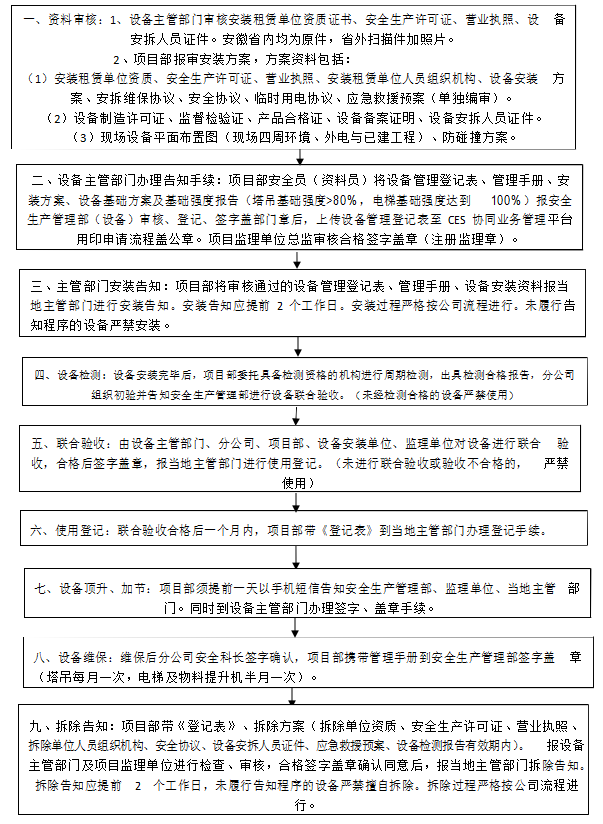 一、资料审核：1、设备主管部门审核安装租赁单位资质证书、安全生产许可证、营业执照、设 备
安拆人员证件。安徽省内均为原件，省外扫描件加照片。
2、项目部报审安装方案，方案资料包括：
（1）安装租赁单位资质、安全生产许可证、营业执照、安装租赁单位人员组织机构、设备安装 方
案、安拆维保协议、安全协议、临时用电协议、应急救援预案（单独编审）。
（2）设备制造许可证、监督检验证、产品合格证、设备备案证明、设备安拆人员证件。
（3）现场设备平面布置图（现场四周环境、外电与已建工程）、防碰撞方案。
二、设备主管部门办理告知手续：项目部安全员（资料员）将设备管理登记表、管理手册、安
装方案、设备基础方案及基础强度报告（塔吊基础强度>80%，电梯基础强度达到 100%）报安全
生产管理部（设备）审核、登记、签字盖部门章后，上传设备管理登记表至 CES 协同业务管理平台
用印申请流程盖公章。项目监理单位总监审核合格签字盖章（注册监理章）。
三、主管部门安装告知：项目部将审核通过的设备管理登记表、管理手册、设备安装资料报当
地主管部门进行安装告知。安装告知应提前 2 个工作日。安装过程严格按公司流程进行。未履行告
知程序的设备严禁安装。
四、设备检测：设备安装完毕后，项目部委托具备检测资格的机构进行周期检测，出具检测合格报告，分公司
组织初验并告知安全生产管理部进行设备联合验收。（未经检测合格的设备严禁使用）
五、联合验收：由设备主管部门、分公司、项目部、设备安装单位、监理单位对设备进行联合 验
收，合格后签字盖章，报当地主管部门进行使用登记。（未进行联合验收或验收不合格的， 严禁
使用）
六、使用登记：联合验收合格后一个月内，项目部带《登记表》到当地主管部门办理登记手续。
七、设备顶升、加节：项目部须提前一天以手机短信告知安全生产管理部、监理单位、当地主管 部
门。同时到设备主管部门办理签字、盖章手续。
八、设备维保：维保后分公司安全科长签字确认，项目部携带管理手册到安全生产管理部签字盖 章
（塔吊每月一次，电梯及物料提升机半月一次）。
九、拆除告知：项目部带《登记表》、拆除方案（拆除单位资质、安全生产许可证、营业执照、
拆除单位人员组织机构、安全协议、设备安拆人员证件、应急救援预案、设备检测报告有效期内）。 报设备
主管部门及项目监理单位进行检查、审核，合格签字盖章确认同意后，报当地主管部门拆除告知。
拆除告知应提前 2 个工作日，未履行告知程序的设备严禁擅自拆除。拆除过程严格按公司流程进
行。